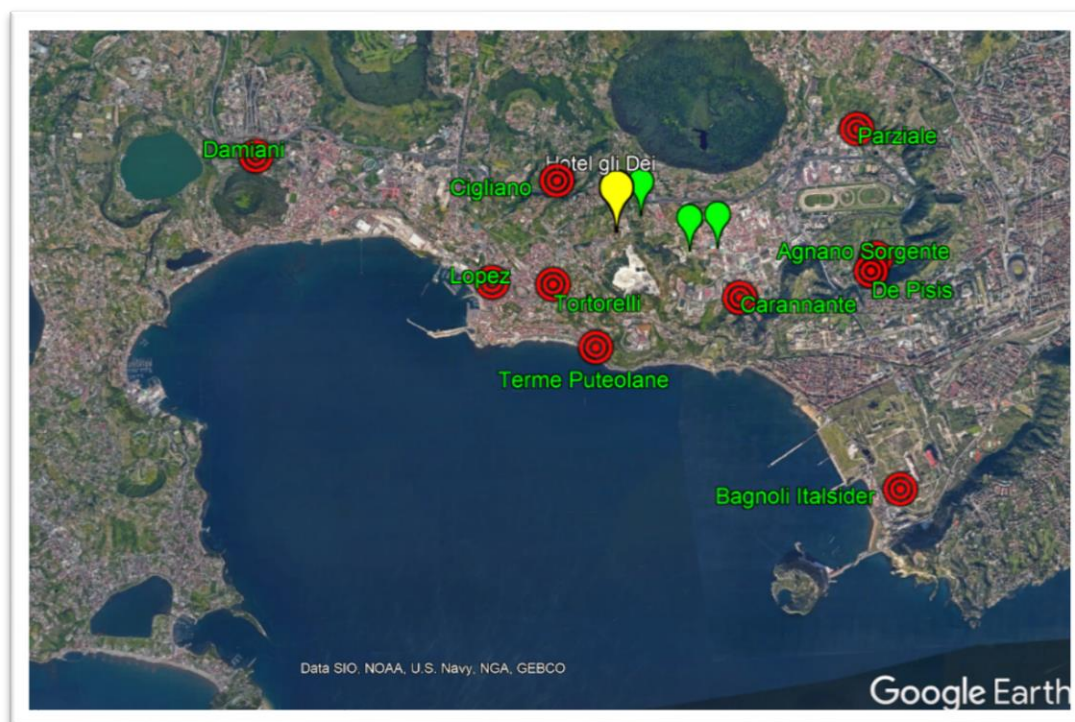 Parziale
Damiani
Hotel gli Dei
Cigliano
Agnano Sorgente
Lopez
De Pisis
Tortorelli
Carannante
Terme Puteolane
Bagnoli Italsider
Data SIO, NOAA, U.S. Navy, NGA, GEBCO
Google Earth